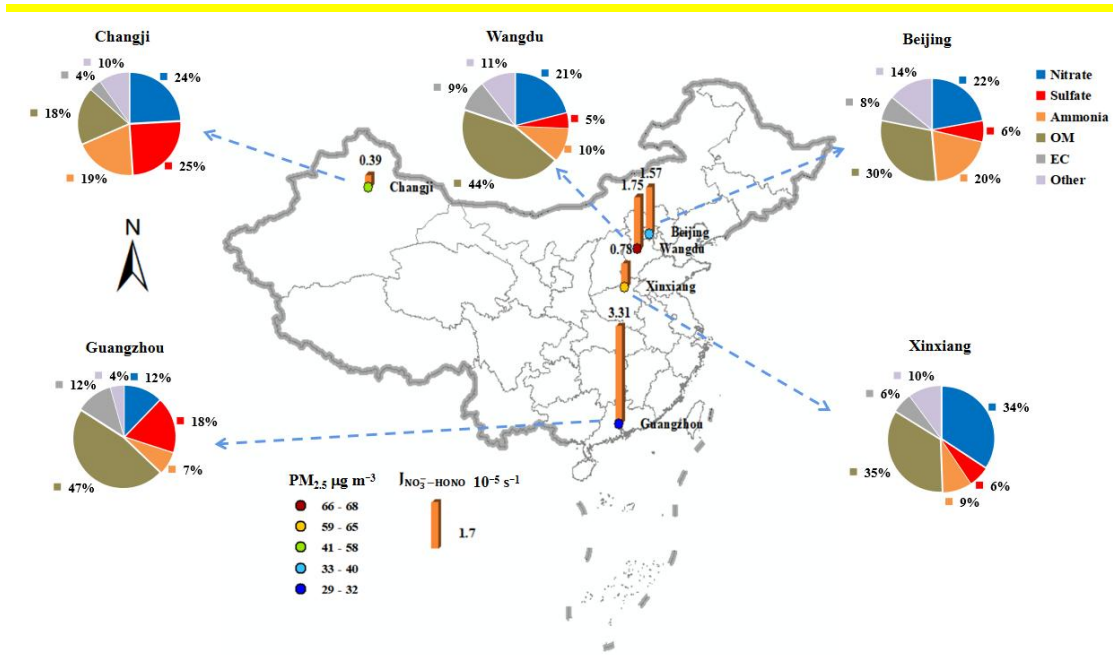 Changji
10%
4%
24%
18%
25%
19%
Wangdu
11%
21%
9%
5%
10%
44%
Beijing
14%
22%
8%
6%
30%
20%
Nitrate
Sulfate
Ammonia
OM
EC
Other
0.39
Changji
1.57
1.75
Beijing
Wangdu
0.78
Xinxiang
3.31
Guangzhou
N
Guangzhou
4%
12%
12%
18%
7%
47%
Xinxiang
10%
6%
34%
35%
6%
9%
PM2.5 μg m⁻³
66 - 68
59 - 65
41 - 58
33 - 40
29 - 32
J_NO₃⁻−HONO 10⁻⁵ s⁻¹
1.7